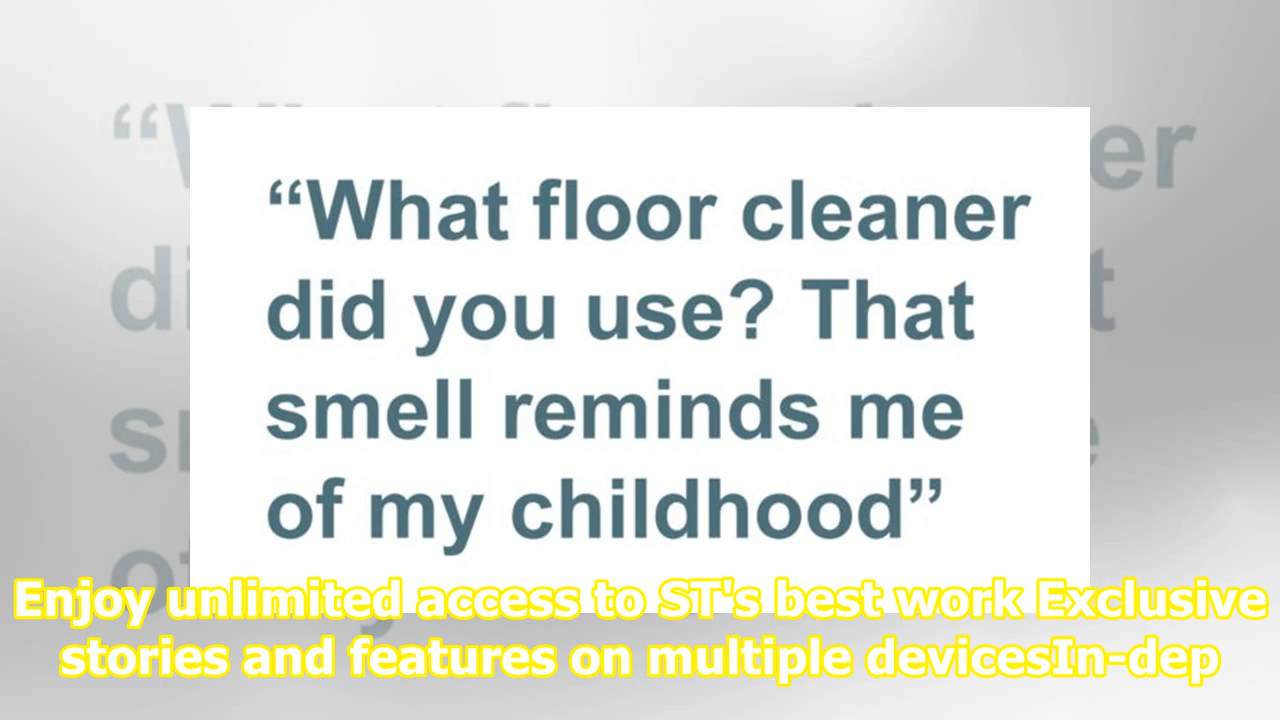 “What floor cleaner
did you use? That
smell reminds me
of my childhood”
Enjoy unlimited access to ST's best work Exclusive
stories and features on multiple devicesIn-dep